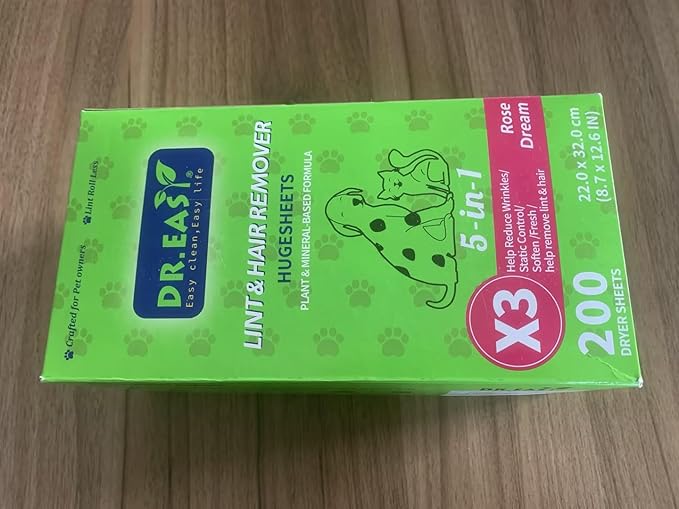 Crafted for Pet owners
Lint Roll Less
DR.EASY®
Easy clean,Easy life
LINT & HAIR REMOVER
HUGESHEETS
PLANT & MINERAL-BASED FORMULA
5-in-1
X3
Help Reduce Wrinkles/
Static Control/
Soften /Fresh/
help remove lint & hair
Rose
Dream
200
DRYER SHEETS
22.0 x 32.0 cm
(8.7 x 12.6 IN)